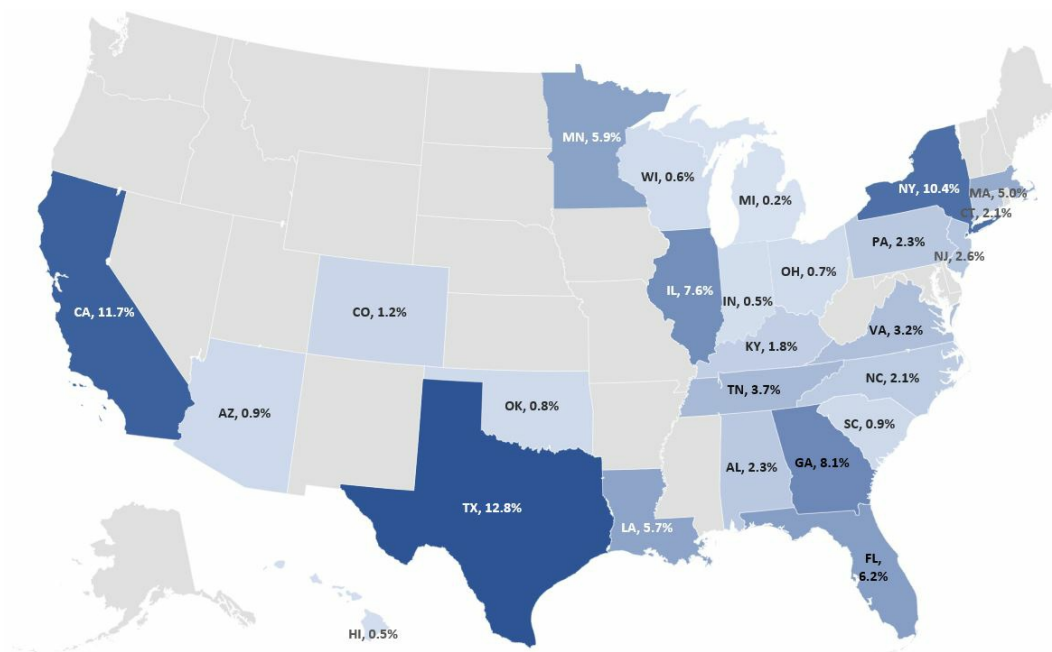 MN, 5.9%
WI, 0.6%
MI, 0.2%
NY, 10.4%
MA, 5.0%
CT, 2.1%
PA, 2.3%
NJ, 2.6%
OH, 0.7%
IL, 7.6%
IN, 0.5%
CA, 11.7%
CO, 1.2%
VA, 3.2%
KY, 1.8%
NC, 2.1%
TN, 3.7%
AZ, 0.9%
OK, 0.8%
SC, 0.9%
AL, 2.3%
GA, 8.1%
TX, 12.8%
LA, 5.7%
FL,
6.2%
HI, 0.5%